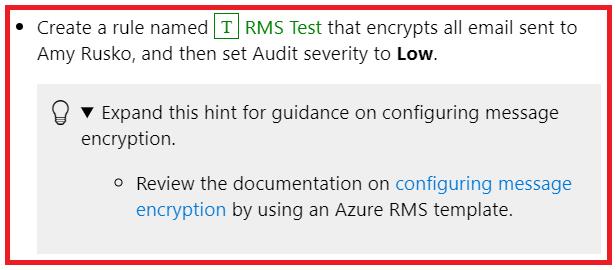 • Create a rule named T RMS Test that encrypts all email sent to
Amy Rusko, and then set Audit severity to Low.
▼ Expand this hint for guidance on configuring message
encryption.
○ Review the documentation on configuring message
encryption by using an Azure RMS template.